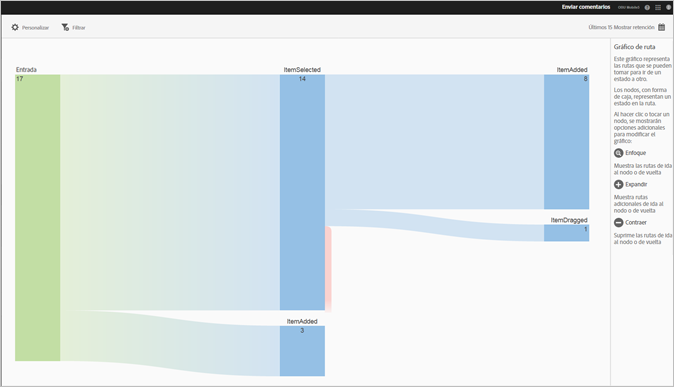 Enviar comentarios
Personalizar
Filtrar
Últimos 15 Mostrar retención
Entrada
17
ItemSelected
14
ItemAdded
3
ItemAdded
8
ItemDragged
1
Gráfico de ruta
Este gráfico representa
las rutas que se pueden
tomar para ir de un
estado a otro.
Los nodos, con forma
de caja, representan un
estado en la ruta.
Al hacer clic o tocar un
nodo, se mostrarán
opciones adicionales
para modificar el
gráfico:
Enfoque
Muestra las rutas de ida
al nodo o de vuelta
Expandir
Muestra rutas
adicionales de ida al
nodo o de vuelta
Contraer
Suprime las rutas de ida
al nodo o de vuelta